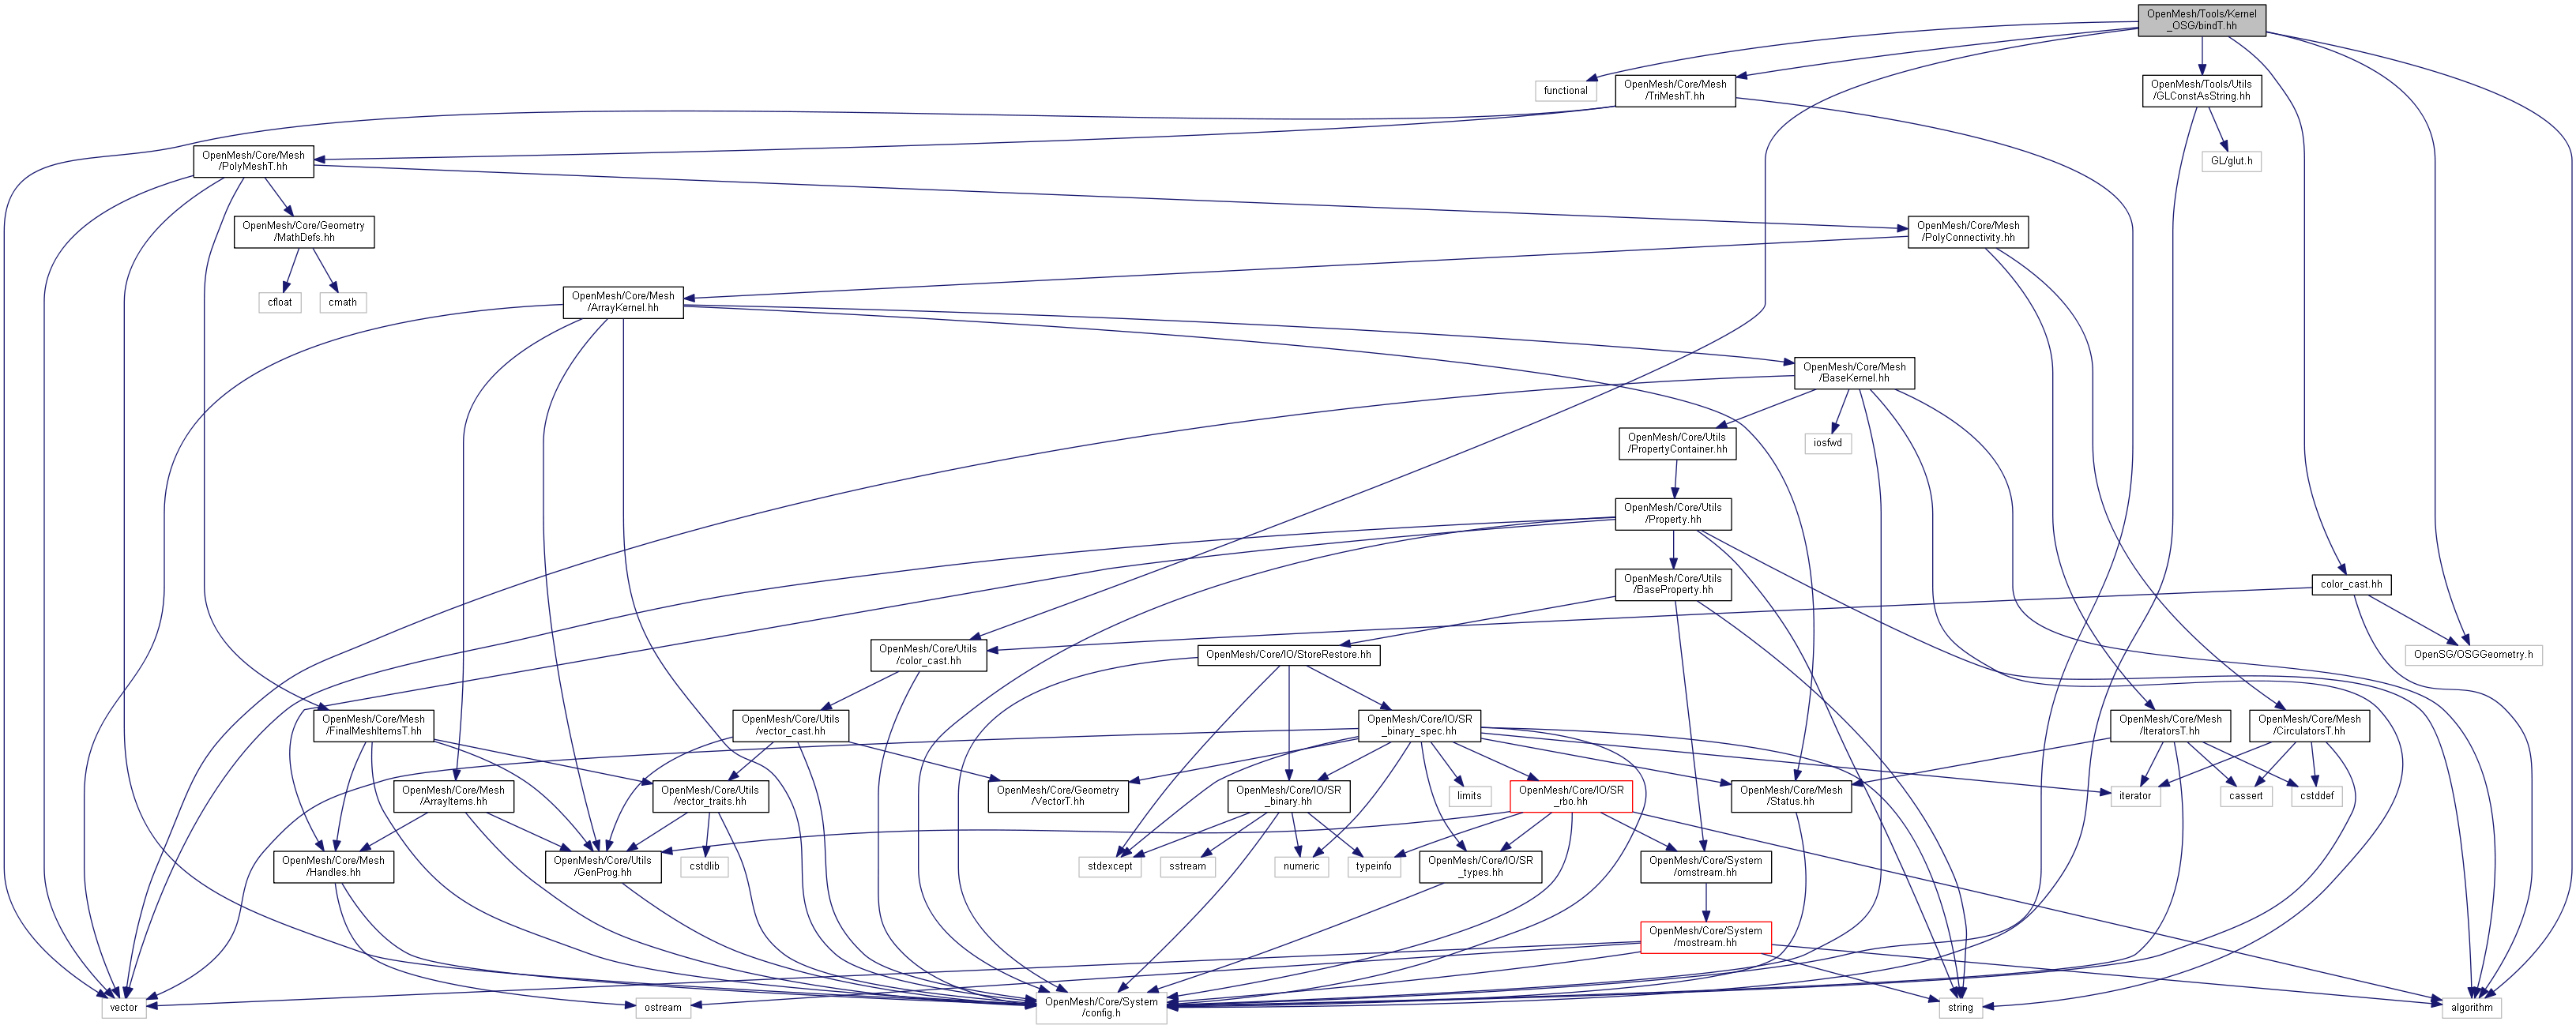 OpenMesh/Tools/Kernel
_OSG/bindT.hh
functional
OpenMesh/Core/Mesh
/TriMeshT.hh
OpenMesh/Tools/Utils
/GLConstAsString.hh
OpenMesh/Core/Mesh
/PolyMeshT.hh
GL/glut.h
OpenMesh/Core/Geometry
/MathDefs.hh
OpenMesh/Core/Mesh
/PolyConnectivity.hh
cfloat
cmath
OpenMesh/Core/Mesh
/ArrayKernel.hh
OpenMesh/Core/Mesh
/BaseKernel.hh
OpenMesh/Core/Utils
/PropertyContainer.hh
iosfwd
OpenMesh/Core/Utils
/Property.hh
OpenMesh/Core/Utils
/BaseProperty.hh
color_cast.hh
OpenMesh/Core/Utils
/color_cast.hh
OpenMesh/Core/IO/StoreRestore.hh
OpenSG/OSGGeometry.h
OpenMesh/Core/Mesh
/FinalMeshItemsT.hh
OpenMesh/Core/Utils
/vector_cast.hh
OpenMesh/Core/IO/SR
_binary_spec.hh
OpenMesh/Core/Mesh
/IteratorsT.hh
OpenMesh/Core/Mesh
/CirculatorsT.hh
OpenMesh/Core/Mesh
/ArrayItems.hh
OpenMesh/Core/Utils
/vector_traits.hh
OpenMesh/Core/Geometry
/VectorT.hh
OpenMesh/Core/IO/SR
_binary.hh
limits
OpenMesh/Core/IO/SR
_rbo.hh
OpenMesh/Core/Mesh
/Status.hh
iterator
cassert
cstddef
OpenMesh/Core/Mesh
/Handles.hh
OpenMesh/Core/Utils
/GenProg.hh
cstdlib
stdexcept
sstream
numeric
typeinfo
OpenMesh/Core/IO/SR
_types.hh
OpenMesh/Core/System
/omstream.hh
OpenMesh/Core/System
/mostream.hh
vector
ostream
OpenMesh/Core/System
/config.h
string
algorithm